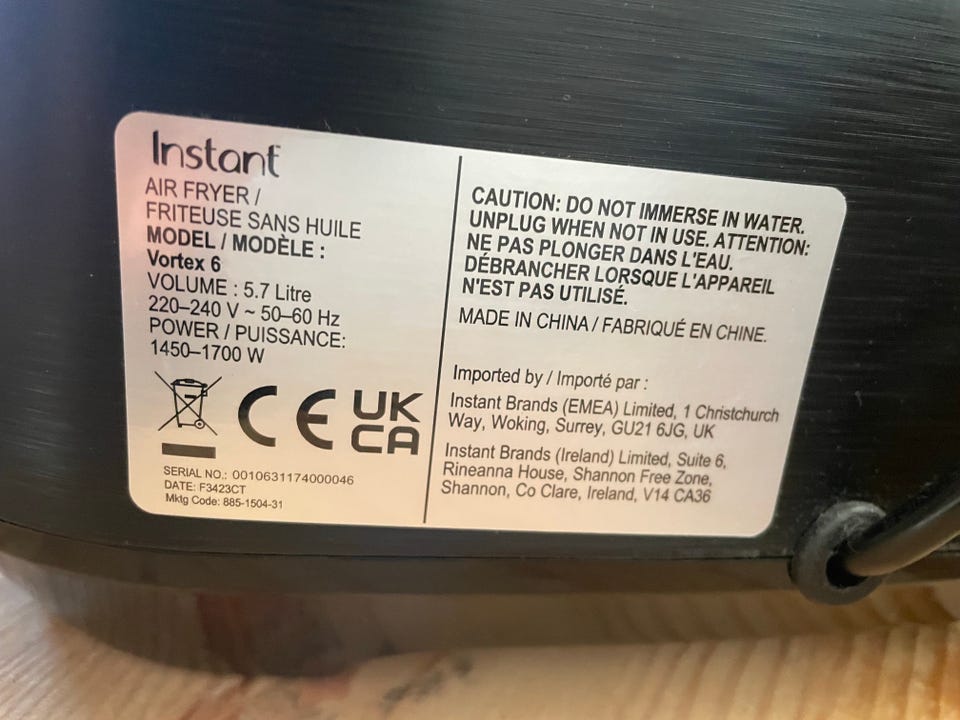 Instant
AIR FRYER /
FRITEUSE SANS HUILE
MODEL / MODÈLE :
Vortex 6
VOLUME : 5.7 Litre
220–240 V ~ 50–60 Hz
POWER / PUISSANCE:
1450–1700 W
CE
UK
CA
SERIAL NO.: 0010631174000046
DATE: F3423CT
Mktg Code: 885-1504-31
CAUTION: DO NOT IMMERSE IN WATER.
UNPLUG WHEN NOT IN USE. ATTENTION:
NE PAS PLONGER DANS L'EAU.
DÉBRANCHER LORSQUE L'APPAREIL
N'EST PAS UTILISÉ.
MADE IN CHINA / FABRIQUÉ EN CHINE.
Imported by / Importé par :
Instant Brands (EMEA) Limited, 1 Christchurch
Way, Woking, Surrey, GU21 6JG, UK
Instant Brands (Ireland) Limited, Suite 6,
Rineanna House, Shannon Free Zone,
Shannon, Co Clare, Ireland, V14 CA36